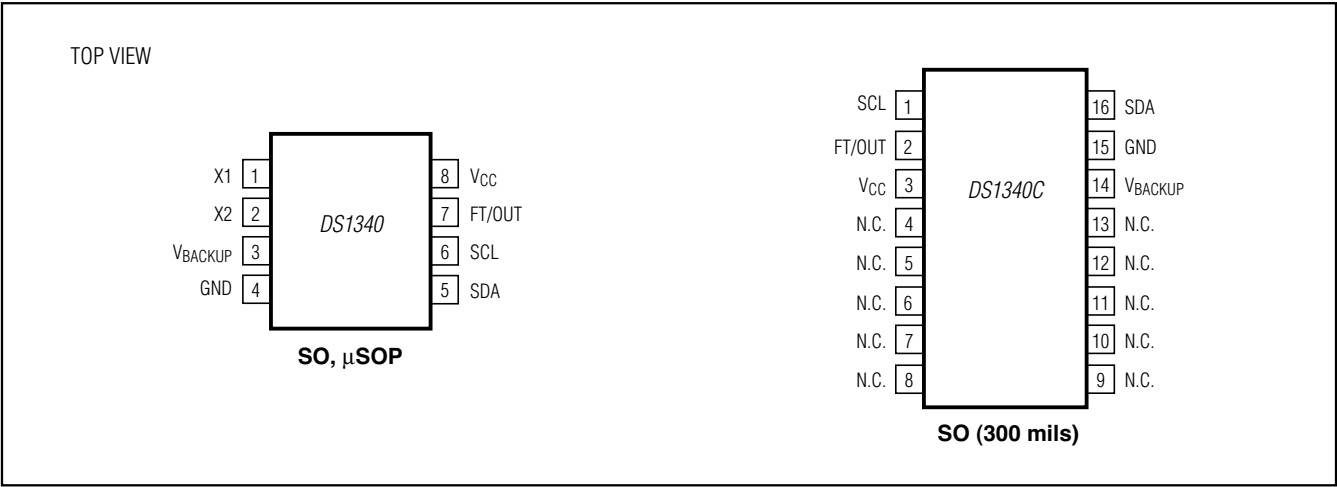 TOP VIEW
X1 1
X2 2
VBACKUP 3
GND 4
DS1340
8 VCC
7 FT/OUT
6 SCL
5 SDA
SO, μSOP
SCL 1
FT/OUT 2
VCC 3
N.C. 4
N.C. 5
N.C. 6
N.C. 7
N.C. 8
DS1340C
16 SDA
15 GND
14 VBACKUP
13 N.C.
12 N.C.
11 N.C.
10 N.C.
9 N.C.
SO (300 mils)